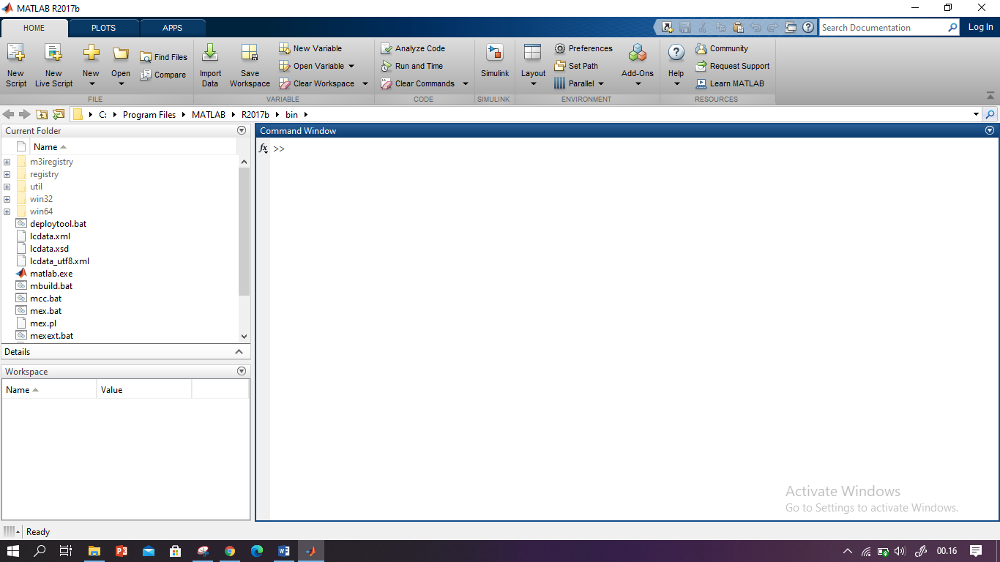 MATLAB R2017b
HOME PLOTS APPS
Search Documentation
Log In
New Script
New Live Script
New
Open
Find Files
Compare
FILE
Import Data
Save Workspace
New Variable
Open Variable
Clear Workspace
VARIABLE
Analyze Code
Run and Time
Clear Commands
CODE
Simulink
SIMULINK
Layout
Preferences
Set Path
Parallel
Add-Ons
ENVIRONMENT
Help
Community
Request Support
Learn MATLAB
RESOURCES
C: Program Files MATLAB R2017b bin
Current Folder
Name
m3iregistry
registry
util
win32
win64
deploytool.bat
lcdata.xml
lcdata.xsd
lcdata_utf8.xml
matlab.exe
mbuild.bat
mcc.bat
mex.bat
mex.pl
mexext.bat
Details
Workspace
Name Value
Command Window
fx >>
Activate Windows
Go to Settings to activate Windows.
Ready
00.16